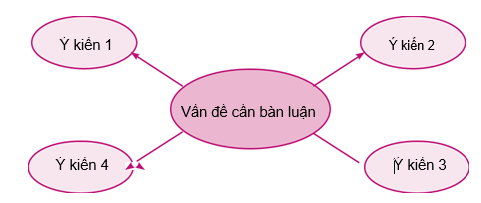 Ý kiến 1
Ý kiến 2
Vấn đề cần bàn luận
Ý kiến 4
Ý kiến 3